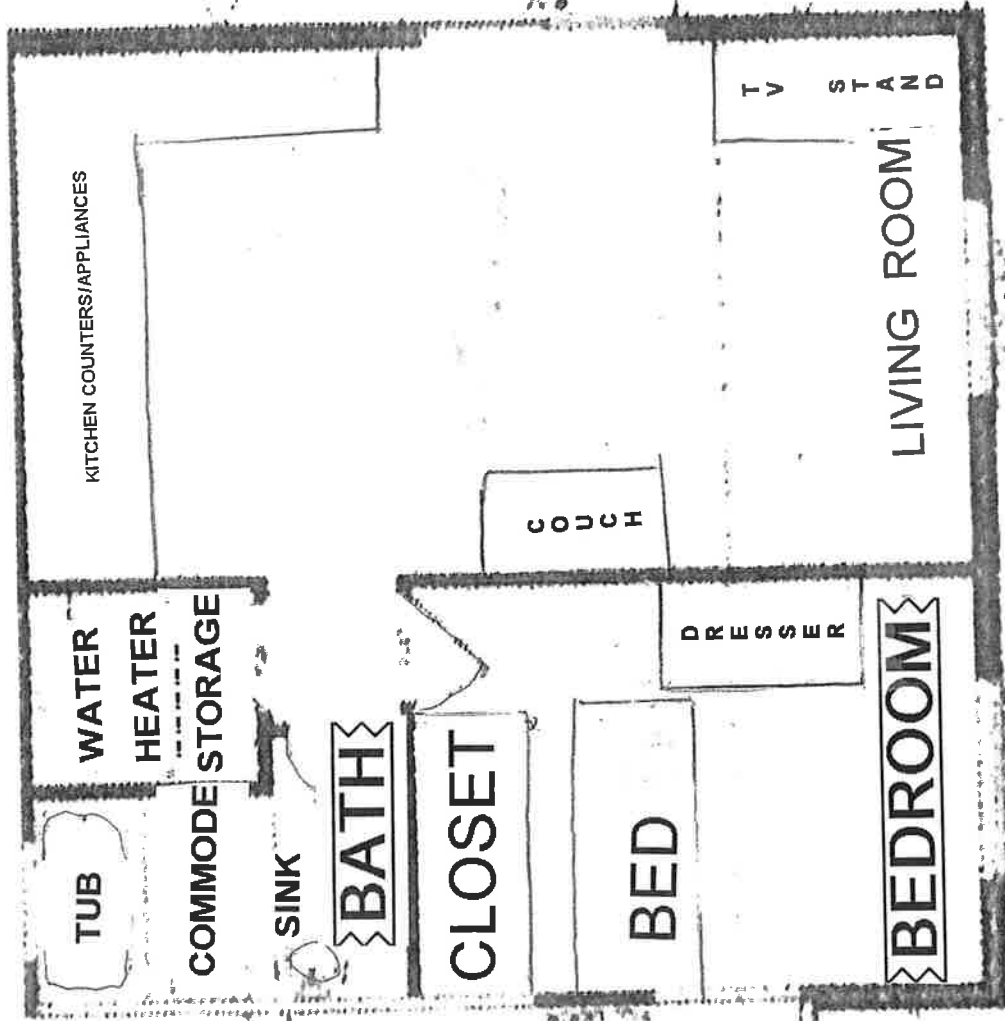 KITCHEN COUNTERS/APPLIANCES
TV STAND
LIVING ROOM
COUCH
WATER
HEATER
STORAGE
DRESSER
BEDROOM
TUB
COMMODE
SINK
BATH
CLOSET
BED